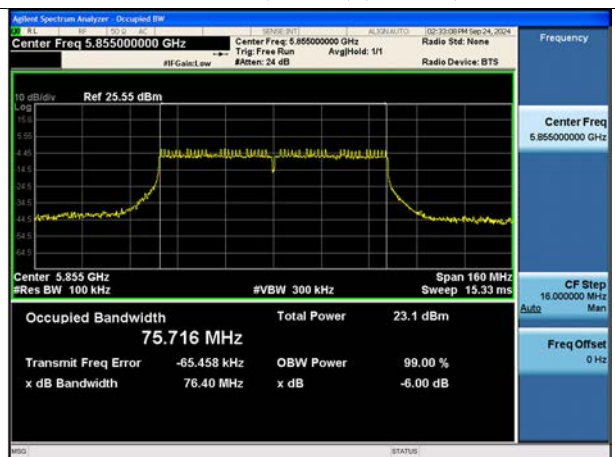 Agilent Spectrum Analyzer - Occupied BW
RL RF 50 Ω AC SENSE:INT ALIGN AUTO 02:33:08 PM Sep 24, 2024
Center Freq 5.855000000 GHz
Center Freq: 5.855000000 GHz
Radio Std: None
Trig: Free Run Avg|Hold: 1/1
#IFGain:Low #Atten: 24 dB Radio Device: BTS
10 dB/div Ref 25.55 dBm
Log
15.6
5.55
-4.45
-14.5
-24.5
-34.5
-44.5
-54.5
-64.5
Center 5.855 GHz Span 160 MHz
#Res BW 100 kHz #VBW 300 kHz Sweep 15.33 ms
Occupied Bandwidth Total Power 23.1 dBm
75.716 MHz
Transmit Freq Error -65.458 kHz OBW Power 99.00 %
x dB Bandwidth 76.40 MHz x dB -6.00 dB
MSG STATUS
Frequency
Center Freq
5.855000000 GHz
CF Step
16.000000 MHz
Auto Man
Freq Offset
0 Hz